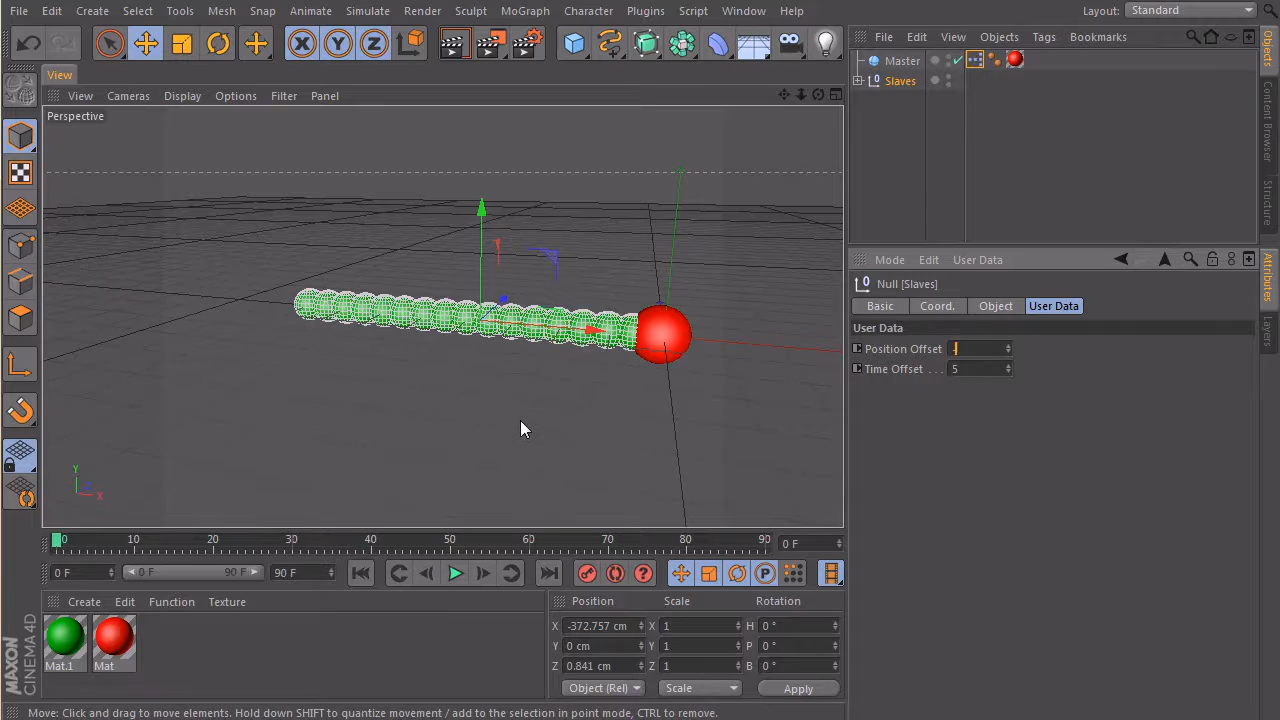 File Edit Create Select Tools Mesh Snap Animate Simulate Render Sculpt MoGraph Character Plugins Script Window Help Layout: Standard
X Y Z
File Edit View Objects Tags Bookmarks
Master
Slaves
View
View Cameras Display Options Filter Panel
Perspective
Y
X
Objects
Content Browser
Structure
Mode Edit User Data
Null [Slaves]
Basic Coord. Object User Data
User Data
Position Offset
Time Offset . . . 5
Attributes
Layers
0 10 20 30 40 50 60 70 80 90 0 F
0 F 0 F 90 F 90 F
P
Create Edit Function Texture
Mat.1 Mat
Position Scale Rotation
X -372.757 cm X 1 H 0 °
Y 0 cm Y 1 P 0 °
Z 0.841 cm Z 1 B 0 °
Object (Rel) Scale Apply
MAXON
CINEMA 4D
Move: Click and drag to move elements. Hold down SHIFT to quantize movement / add to the selection in point mode, CTRL to remove.